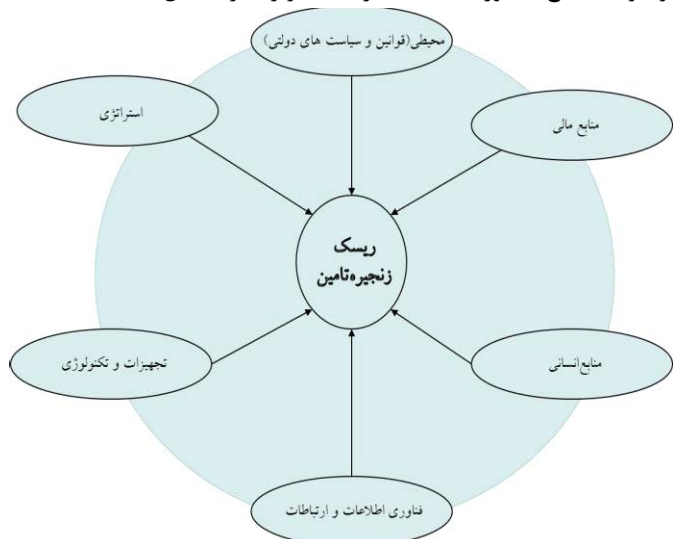 محیطی(قوانین و سیاست های دولتی)
منابع مالی
استراتژی
ریسک
زنجیره‌تامین
تجهیزات و تکنولوژی
منابع‌انسانی
فناوری اطلاعات و ارتباطات